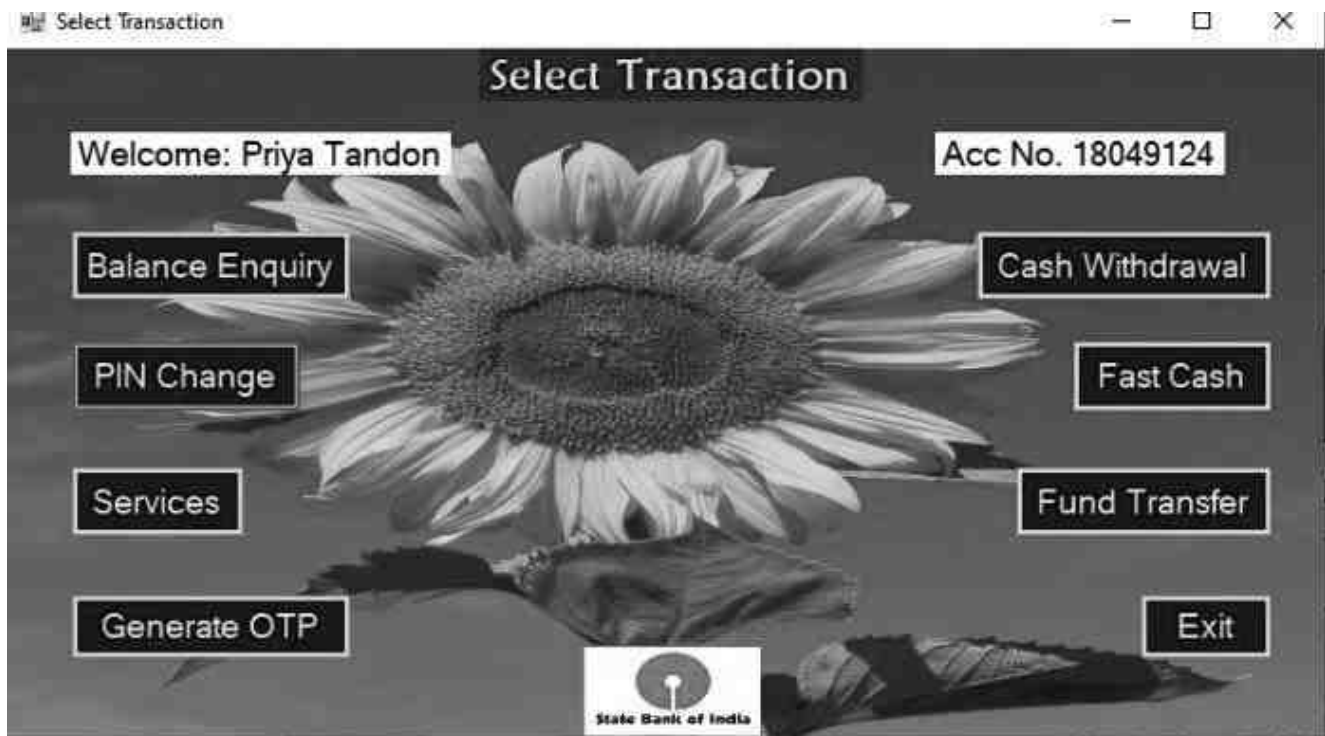 Select Transaction
Select Transaction
Welcome: Priya Tandon
Acc No. 18049124
Balance Enquiry
Cash Withdrawal
PIN Change
Fast Cash
Services
Fund Transfer
Generate OTP
Exit
State Bank of India